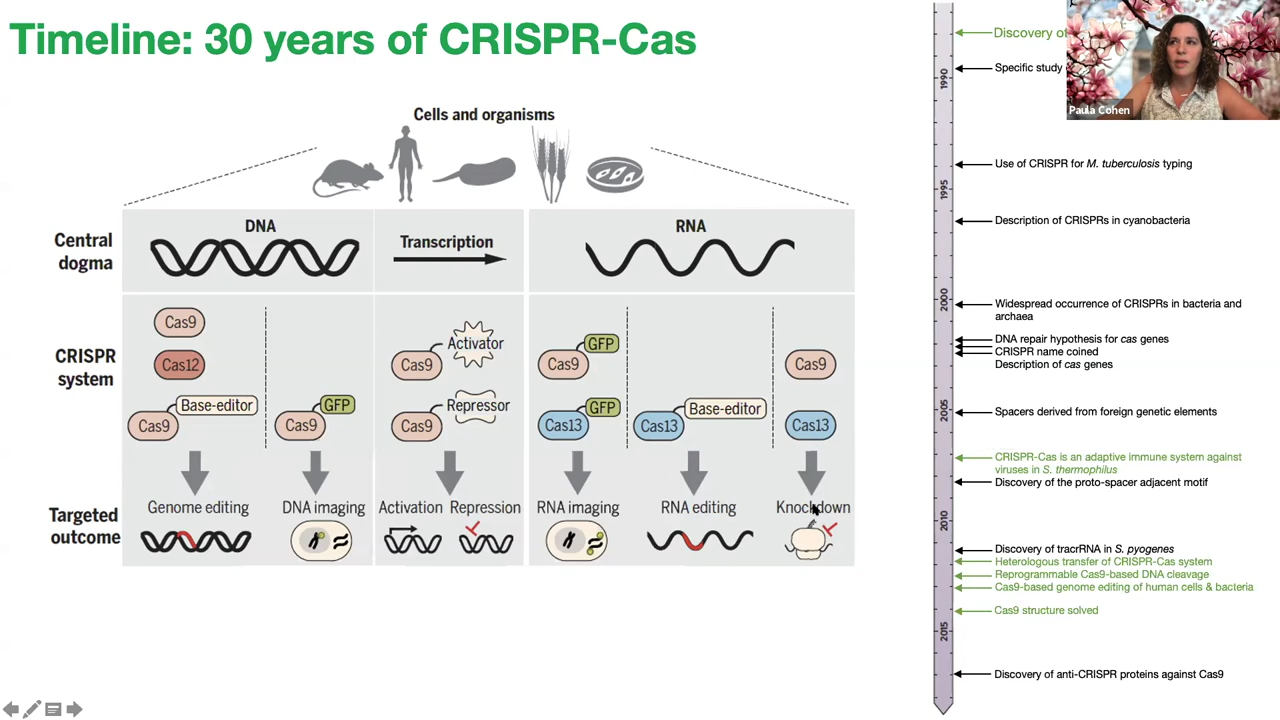 Timeline: 30 years of CRISPR-Cas
Cells and organisms
Central
dogma
DNA
Transcription
RNA
CRISPR
system
Cas9
Cas12
Cas9
Base-editor
Cas9
GFP
Cas9
Activator
Cas9
Repressor
Cas9
GFP
Cas13
GFP
Cas13
Base-editor
Cas9
Cas13
Targeted
outcome
Genome editing
DNA imaging
Activation
Repression
RNA imaging
RNA editing
Knockdown
Discovery of
1990
Specific study
Use of CRISPR for M. tuberculosis typing
1995
Description of CRISPRs in cyanobacteria
2000
Widespread occurrence of CRISPRs in bacteria and
archaea
DNA repair hypothesis for cas genes
CRISPR name coined
Description of cas genes
2005
Spacers derived from foreign genetic elements
CRISPR-Cas is an adaptive immune system against
viruses in S. thermophilus
Discovery of the proto-spacer adjacent motif
2010
Discovery of tracrRNA in S. pyogenes
Heterologous transfer of CRISPR-Cas system
Reprogrammable Cas9-based DNA cleavage
Cas9-based genome editing of human cells & bacteria
Cas9 structure solved
2015
Discovery of anti-CRISPR proteins against Cas9
Paula Cohen